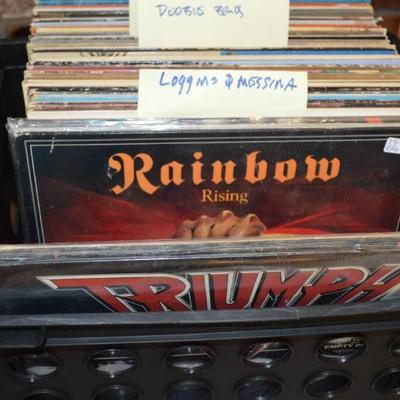 DOOBIE BROS
Loggins & MESSINA
Rainbow
Rising
TRIUMPH